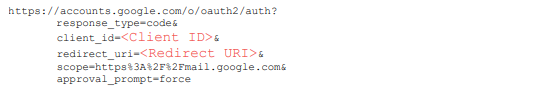 https://accounts.google.com/o/oauth2/auth?
response_type=code&
client_id=<Client ID>&
redirect_uri=<Redirect URI>&
scope=https%3A%2F%2Fmail.google.com&
approval_prompt=force